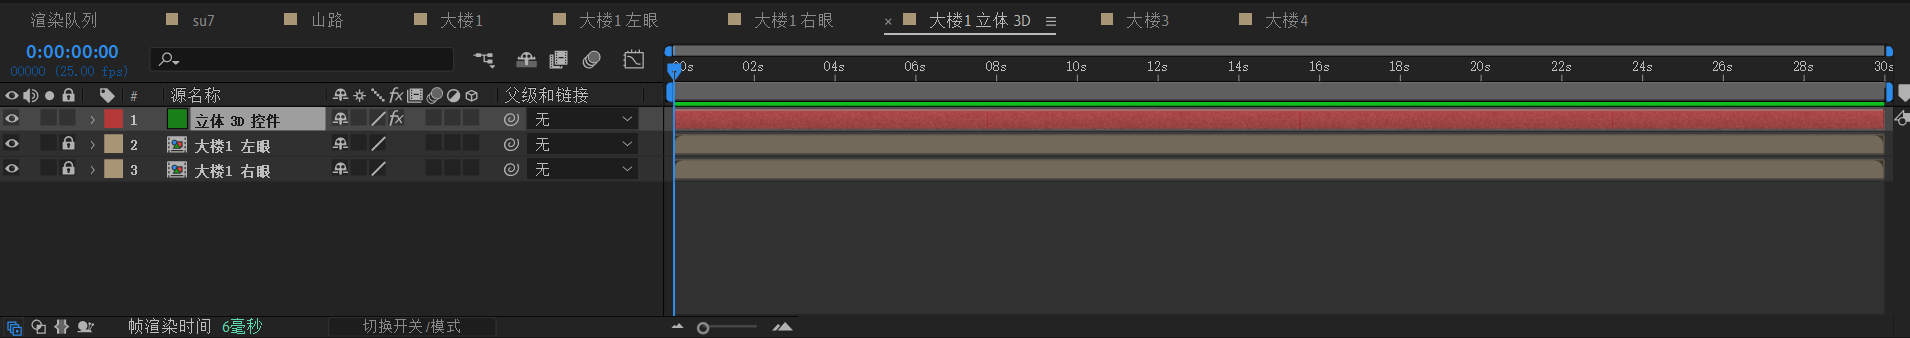 渲染队列 su7 山路 大楼1 大楼1 左眼 大楼1 右眼 × 大楼1 立体 3D 大楼3 大楼4
0:00:00:00
00000 (25.00 fps)
00s 02s 04s 06s 08s 10s 12s 14s 16s 18s 20s 22s 24s 26s 28s 30s
# 源名称 fx 父级和链接
1 立体 3D 控件 fx 无
2 大楼1 左眼 无
3 大楼1 右眼 无
帧渲染时间 6毫秒 切换开关/模式